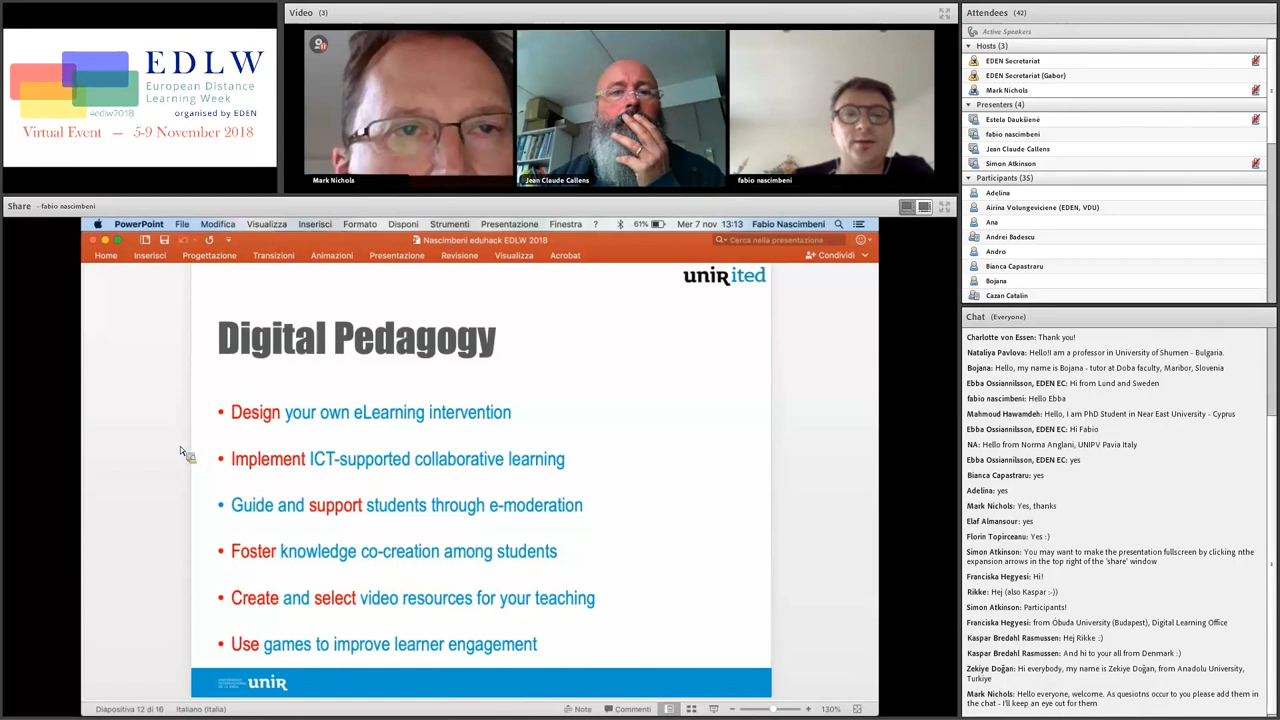 EDLW
European Distance
Learning Week
#edlw2018
organised by EDEN
Virtual Event — 5-9 November 2018
Video (3)
Mark Nichols
Jean Claude Callens
fabio nascimbeni
Share - fabio nascimbeni
PowerPoint File Modifica Visualizza Inserisci Formato Disponi Strumenti Presentazione Finestra ? 61% Mer 7 nov 13:13 Fabio Nascimbeni
Nascimbeni eduhack EDLW 2018
Cerca nella presentazione
Home Inserisci Progettazione Transizioni Animazioni Presentazione Revisione Visualizza Acrobat Condividi
uniRited
Digital Pedagogy
• Design your own eLearning intervention
• Implement ICT-supported collaborative learning
• Guide and support students through e-moderation
• Foster knowledge co-creation among students
• Create and select video resources for your teaching
• Use games to improve learner engagement
uniR
Diapositiva 12 di 16 Italiano (Italia) Note Commenti 130%
Attendees (42)
Active Speakers
Hosts (3)
EDEN Secretariat
EDEN Secretariat (Gabor)
Mark Nichols
Presenters (4)
Estela Daukšienė
fabio nascimbeni
Jean Claude Callens
Simon Atkinson
Participants (35)
Adelina
Airina Volungeviciene (EDEN, VDU)
Ana
Andrei Badescu
Andro
Bianca Capastraru
Bojana
Cazan Catalin
Chat (Everyone)
Charlotte von Essen: Thank you!
Nataliya Pavlova: Hello!I am a professor in University of Shumen - Bulgaria.
Bojana: Hello, my name is Bojana - tutor at Doba faculty, Maribor, Slovenia
Ebba Ossiannilsson, EDEN EC: Hi from Lund and Sweden
fabio nascimbeni: Hello Ebba
Mahmoud Hawamdeh: Hello, I am PhD Student in Near East University - Cyprus
Ebba Ossiannilsson, EDEN EC: Hi Fabio
NA: Hello from Norma Anglani, UNIPV Pavia Italy
Ebba Ossiannilsson, EDEN EC: yes
Bianca Capastraru: yes
Adelina: yes
Mark Nichols: Yes, thanks
Elaf Almansour: yes
Florin Topirceanu: Yes :)
Simon Atkinson: You may want to make the presentation fullscreen by clicking nthe
expansion arrows in the top right of the 'share' window
Franciska Hegyesi: Hi!
Rikke: Hej (also Kaspar :-))
Simon Atkinson: Participants!
Franciska Hegyesi: from Óbuda University (Budapest), Digital Learning Office
Kaspar Bredahl Rasmussen: Hej Rikke :)
Kaspar Bredahl Rasmussen: And hi to your all from Denmark :)
Zekiye Doğan: Hi everybody, my name is Zekiye Doğan, from Anadolu University,
Turkiye
Mark Nichols: Hello everyone, welcome. As quesiotns occur to you please add them in
the chat - I'll keep an eye out for them